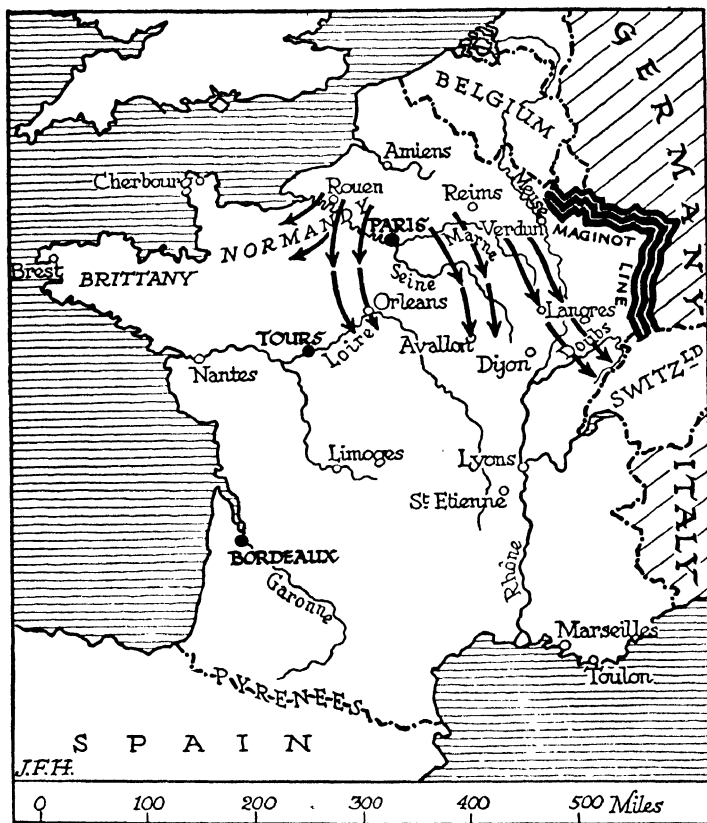 GERMANY
BELGIUM
Amiens
Cherbourg
Rouen
Reims
Meuse
NORMANDY
PARIS
Marne
Verdun
MAGINOT
LINE
Brest
BRITTANY
Seine
Orleans
Langres
TOURS
Loire
Avallon
Doubs
Dijon
Nantes
SWITZLD
Limoges
Lyons
ITALY
St. Etienne
BORDEAUX
Rhône
Garonne
Marseilles
Toulon
P-Y-R-E-N-E-E-S
SPAIN
J.F.H.
0 100 200 300 400 500 Miles